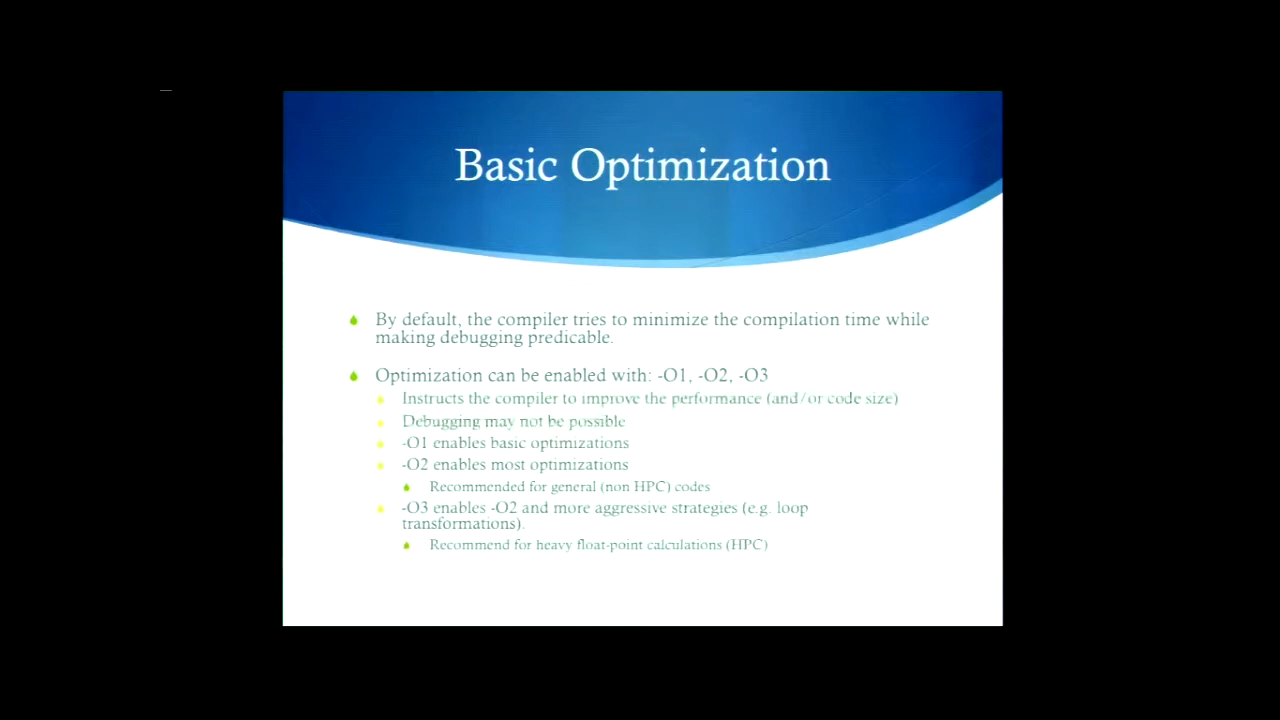 Basic Optimization
By default, the compiler tries to minimize the compilation time while
making debugging predicable.
Optimization can be enabled with: -O1, -O2, -O3
Instructs the compiler to improve the performance (and/or code size)
Debugging may not be possible
-O1 enables basic optimizations
-O2 enables most optimizations
Recommended for general (non HPC) codes
-O3 enables -O2 and more aggressive strategies (e.g. loop
transformations).
Recommend for heavy float-point calculations (HPC)